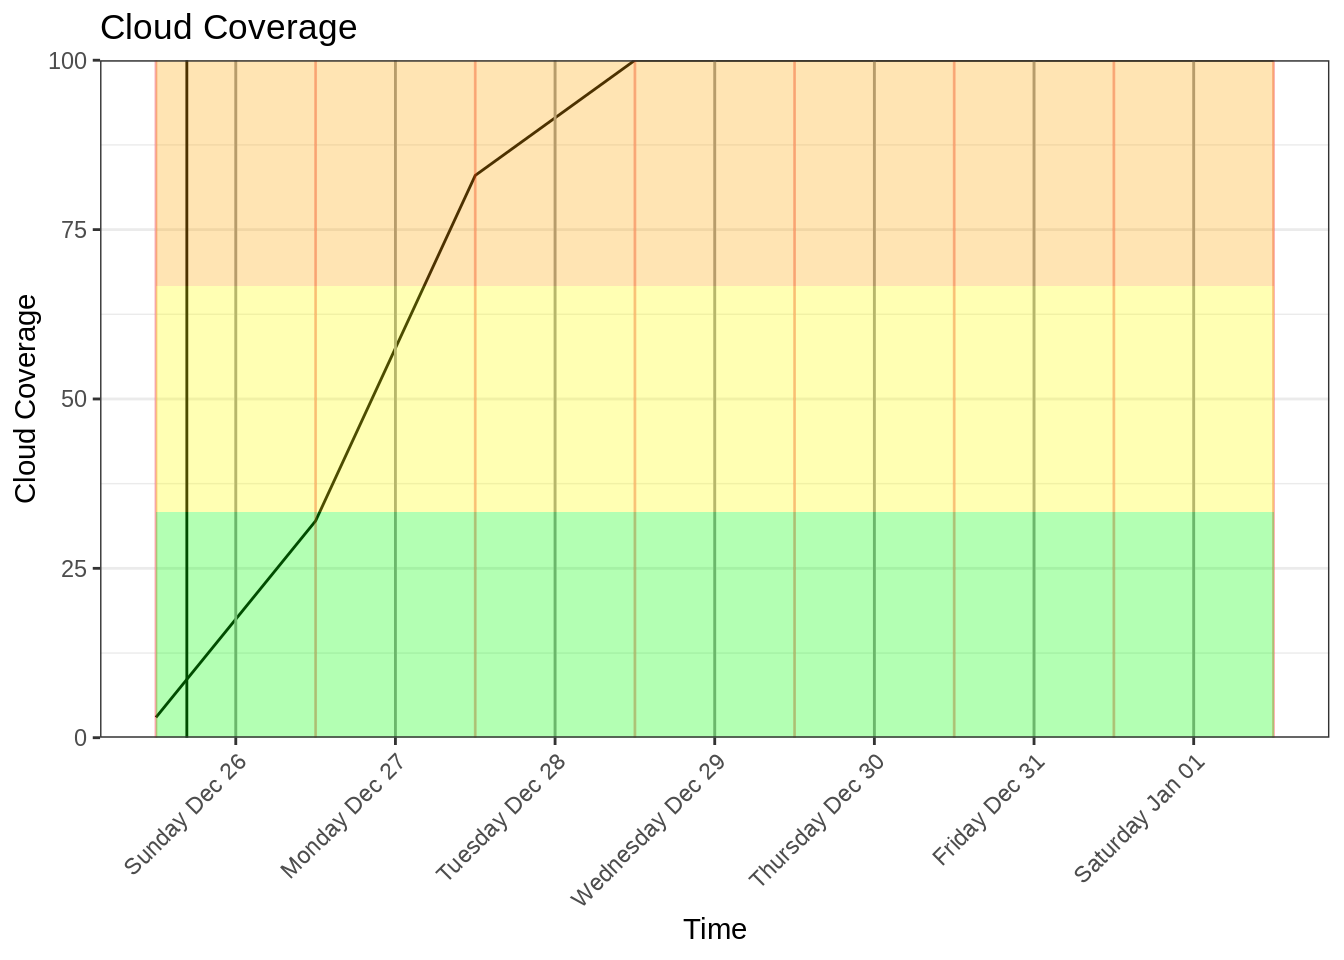 Cloud Coverage
100
75
50
25
0
Cloud Coverage
Sunday Dec 26
Monday Dec 27
Tuesday Dec 28
Wednesday Dec 29
Thursday Dec 30
Friday Dec 31
Saturday Jan 01
Time